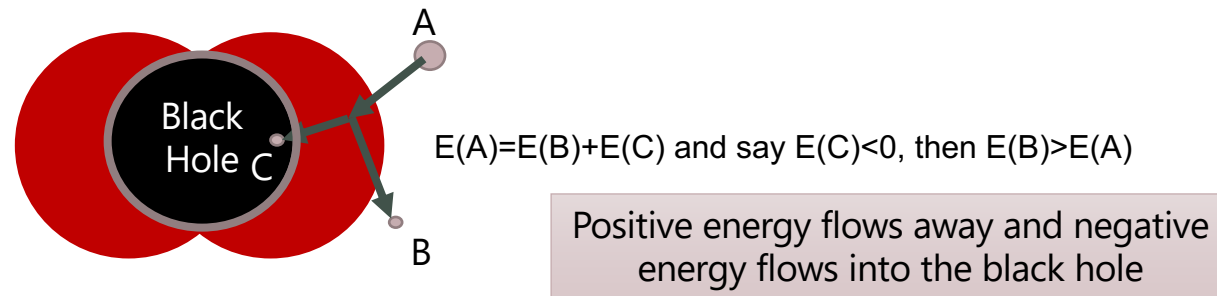 A
Black
Hole
C
E(A)=E(B)+E(C) and say E(C)<0, then E(B)>E(A)
B
Positive energy flows away and negative
energy flows into the black hole